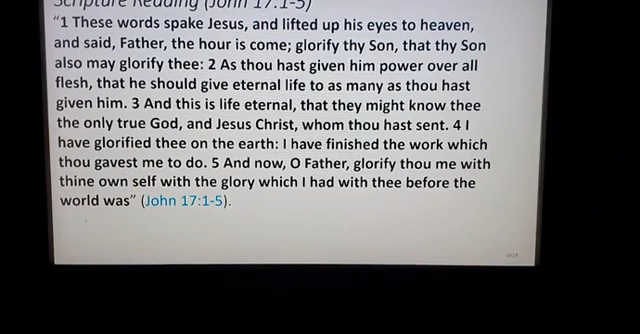 Scripture Reading (John 17:1-5)
“1 These words spake Jesus, and lifted up his eyes to heaven,
and said, Father, the hour is come; glorify thy Son, that thy Son
also may glorify thee: 2 As thou hast given him power over all
flesh, that he should give eternal life to as many as thou hast
given him. 3 And this is life eternal, that they might know thee
the only true God, and Jesus Christ, whom thou hast sent. 4 I
have glorified thee on the earth: I have finished the work which
thou gavest me to do. 5 And now, O Father, glorify thou me with
thine own self with the glory which I had with thee before the
world was” (John 17:1-5).